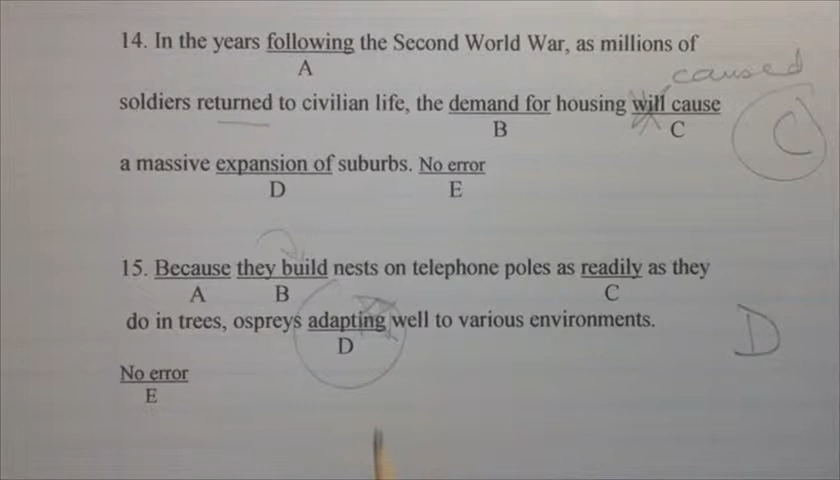 14. In the years following the Second World War, as millions of
A
caused
soldiers returned to civilian life, the demand for housing will cause
B C
C
a massive expansion of suburbs. No error
D E
15. Because they build nests on telephone poles as readily as they
A B C
do in trees, ospreys adapting well to various environments.
D
D
No error
E